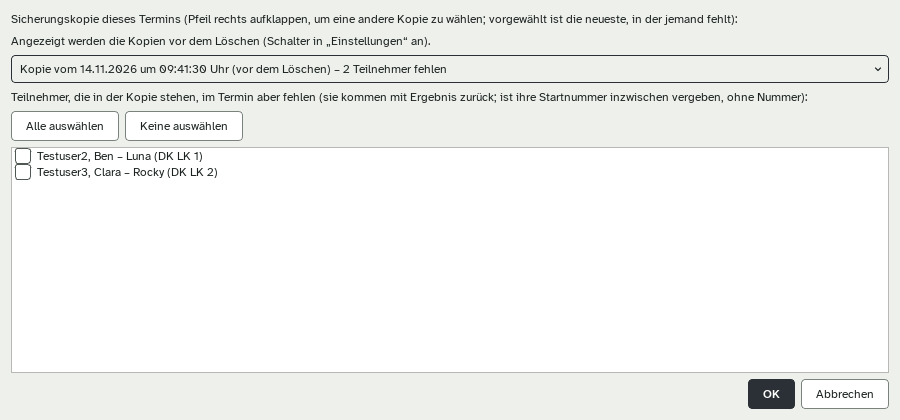 Sicherungskopie dieses Termins (Pfeil rechts aufklappen, um eine andere Kopie zu wählen; vorgewählt ist die neueste, in der jemand fehlt):
Angezeigt werden die Kopien vor dem Löschen (Schalter in „Einstellungen“ an).
Kopie vom 14.11.2026 um 09:41:30 Uhr (vor dem Löschen) – 2 Teilnehmer fehlen
Teilnehmer, die in der Kopie stehen, im Termin aber fehlen (sie kommen mit Ergebnis zurück; ist ihre Startnummer inzwischen vergeben, ohne Nummer):
Alle auswählen Keine auswählen
Testuser2, Ben – Luna (DK LK 1)
Testuser3, Clara – Rocky (DK LK 2)
OK Abbrechen